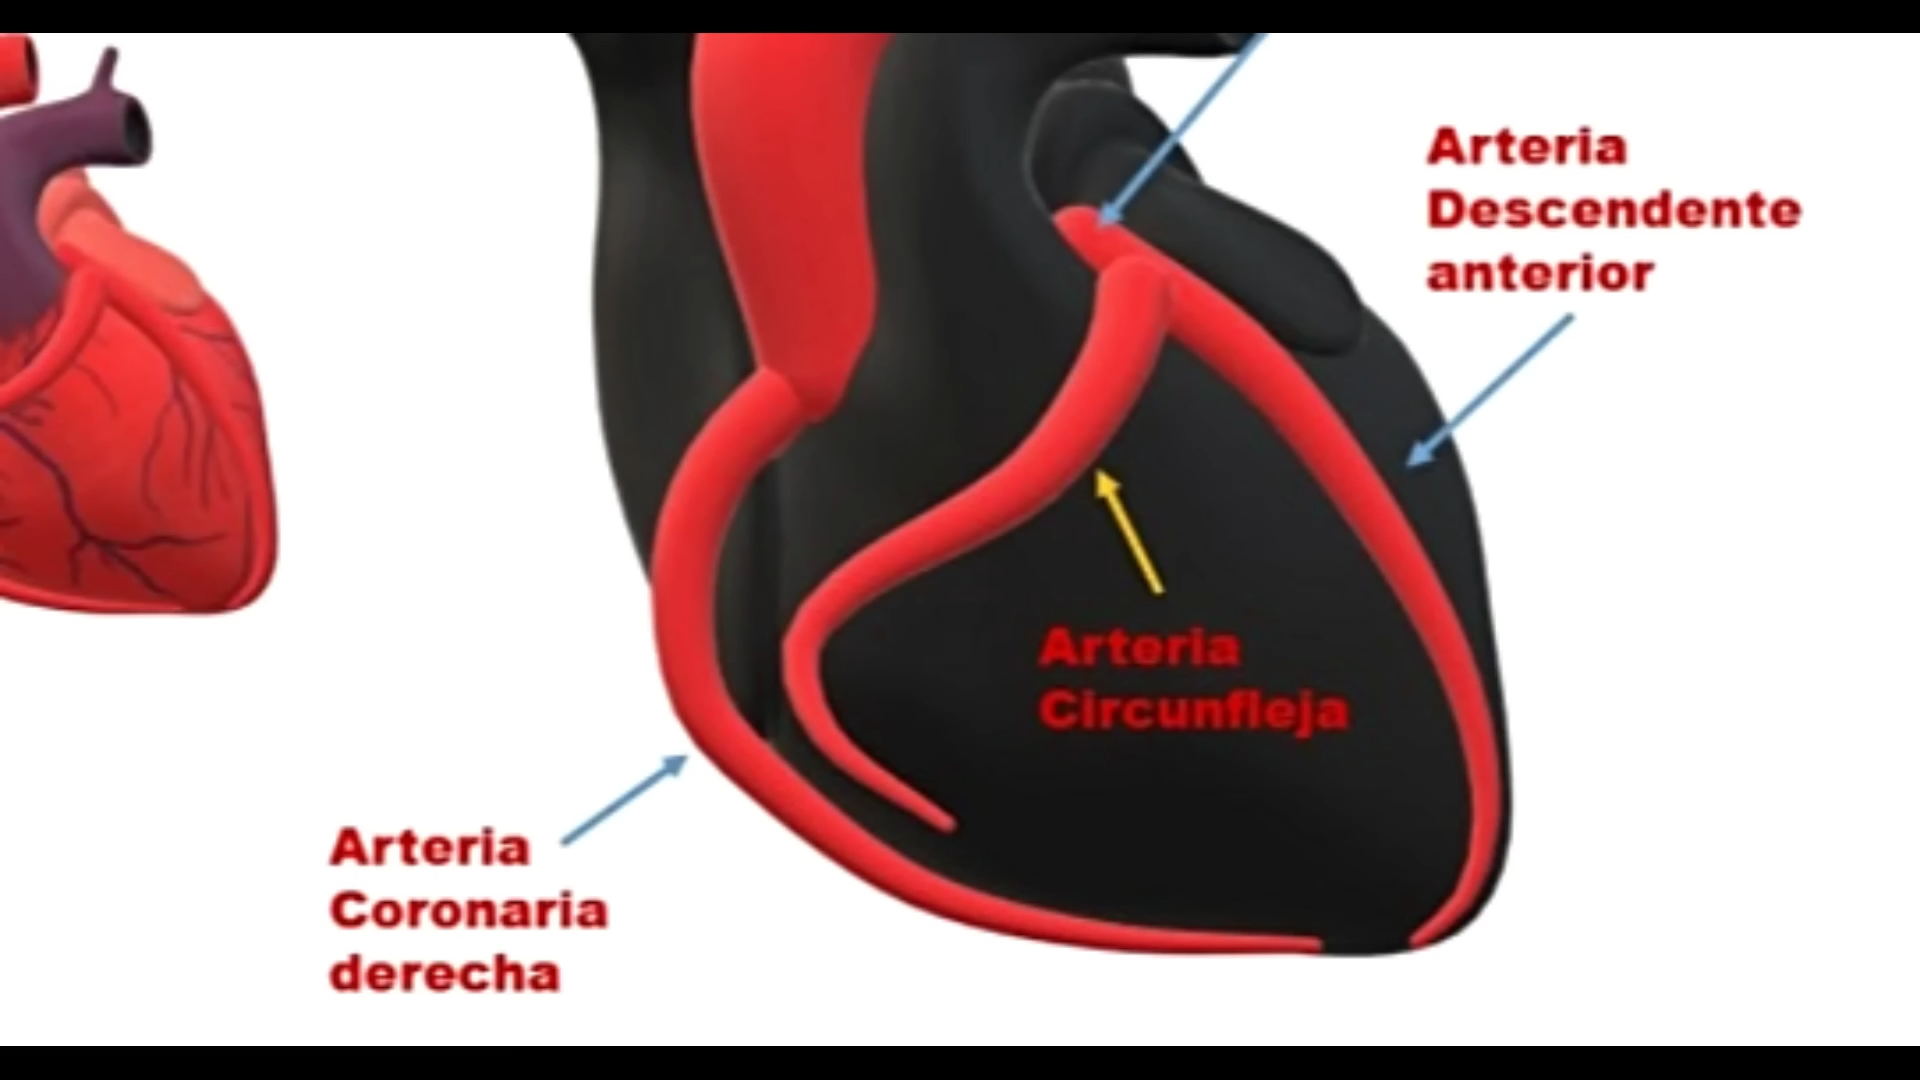 Arteria
Descendente
anterior
Arteria
Circunfleja
Arteria
Coronaria
derecha